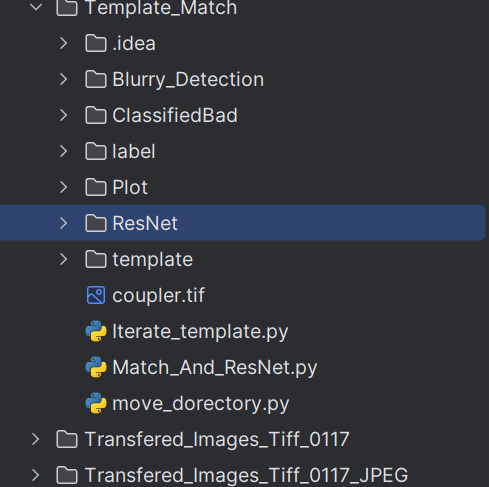 Template_Match
.idea
Blurry_Detection
ClassifiedBad
label
Plot
ResNet
template
coupler.tif
Iterate_template.py
Match_And_ResNet.py
move_dorectory.py
Transfered_Images_Tiff_0117
Transfered_Images_Tiff_0117_JPEG